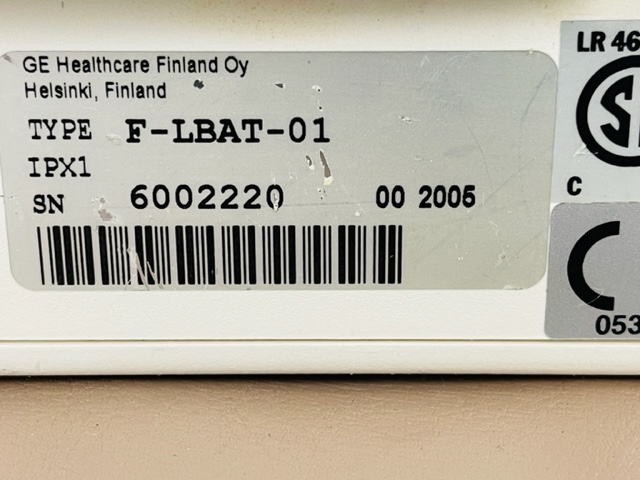 GE Healthcare Finland Oy
Helsinki, Finland
TYPE F-LBAT-01
IPX1
SN 6002220 00 2005
LR 46
C
053